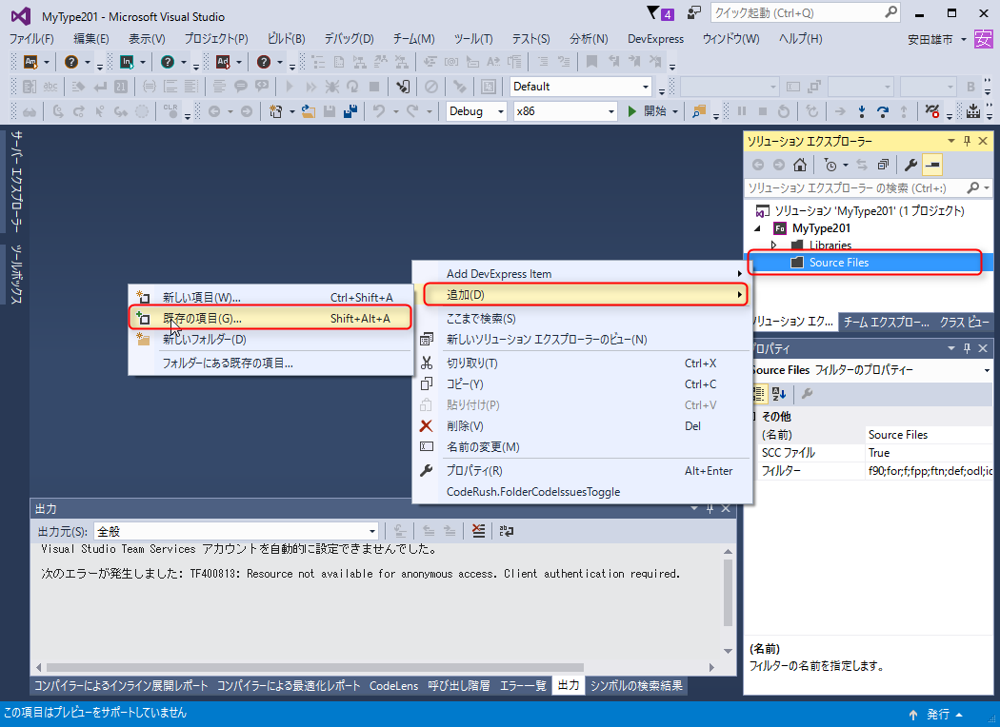 MyType201 - Microsoft Visual Studio
4
クイック起動 (Ctrl+Q)
ファイル(F) 編集(E) 表示(V) プロジェクト(P) ビルド(B) デバッグ(D) チーム(M) ツール(T) テスト(S) 分析(N) DevExpress ウィンドウ(W) ヘルプ(H)
安田雄市 安
Am In Ad
Default
B
CLR
Debug x86 開始
サーバー エクスプローラー
ツールボックス
ソリューション エクスプローラー
ソリューション エクスプローラー の検索 (Ctrl+:)
ソリューション 'MyType201' (1 プロジェクト)
Fo MyType201
Libraries
Source Files
Add DevExpress Item
追加(D)
ここまで検索(S)
新しいソリューション エクスプローラーのビュー(N)
切り取り(T) Ctrl+X
コピー(Y) Ctrl+C
貼り付け(P) Ctrl+V
削除(V) Del
名前の変更(M)
プロパティ(R) Alt+Enter
CodeRush.FolderCodeIssuesToggle
新しい項目(W)... Ctrl+Shift+A
既存の項目(G)... Shift+Alt+A
新しいフォルダー(D)
フォルダーにある既存の項目...
リューション エク... チーム エクスプロー... クラス ビュー
ロパティ
Source Files フィルターのプロパティー
その他
(名前) Source Files
SCC ファイル True
フィルター f90;for;f;fpp;ftn;def;odl;ic
(名前)
フィルターの名前を指定します。
出力
出力元(S): 全般
Visual Studio Team Services アカウントを自動的に設定できませんでした。
次のエラーが発生しました: TF400813: Resource not available for anonymous access. Client authentication required.
コンパイラーによるインライン展開レポート コンパイラーによる最適化レポート CodeLens 呼び出し階層 エラー一覧 出力 シンボルの検索結果
この項目はプレビューをサポートしていません
発行